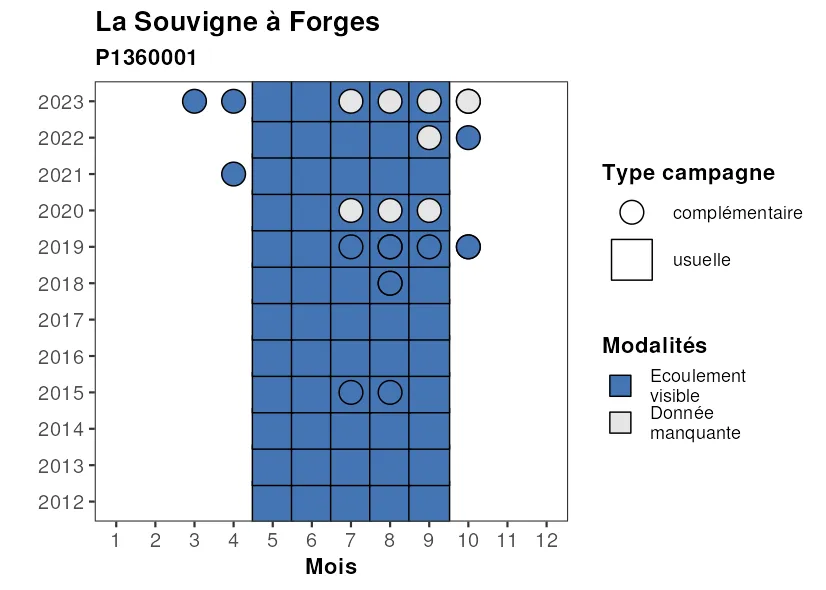 La Souvigne à Forges
P1360001
2023
2022
2021
2020
2019
2018
2017
2016
2015
2014
2013
2012
1 2 3 4 5 6 7 8 9 10 11 12
Mois
Type campagne
complémentaire
usuelle
Modalités
Ecoulement
visible
Donnée
manquante